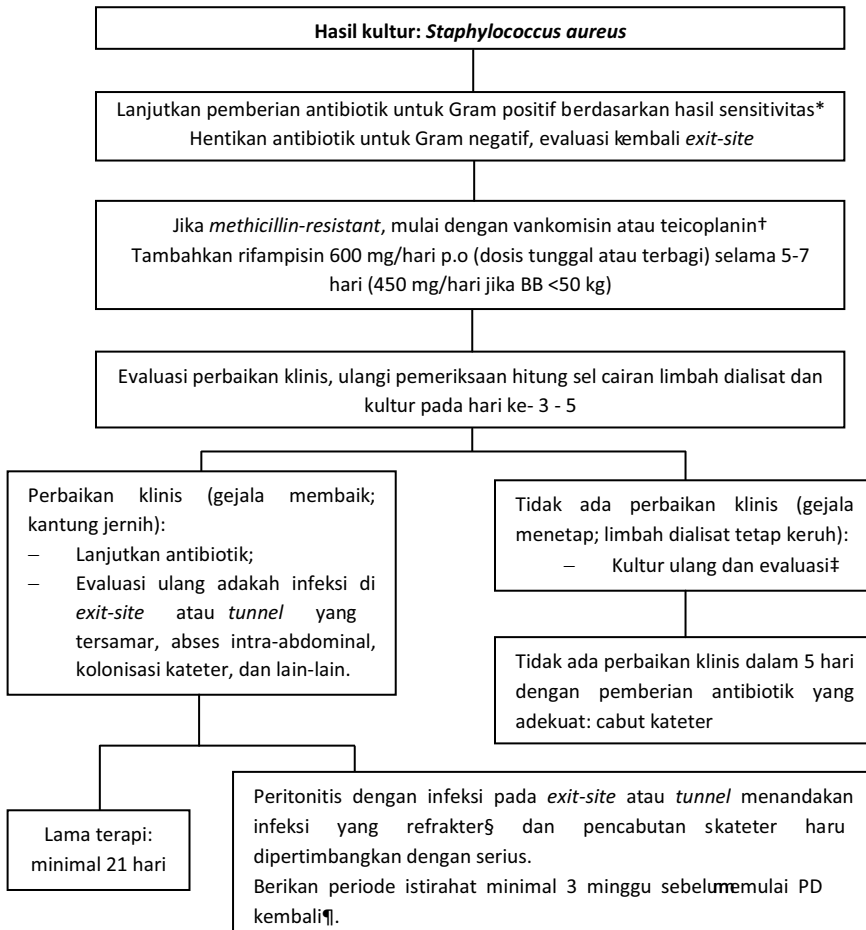 Hasil kultur: Staphylococcus aureus
Lanjutkan pemberian antibiotik untuk Gram positif berdasarkan hasil sensitivitas*
Hentikan antibiotik untuk Gram negatif, evaluasi kembali exit-site
Jika methicillin-resistant, mulai dengan vankomisin atau teicoplanin†
Tambahkan rifampisin 600 mg/hari p.o (dosis tunggal atau terbagi) selama 5-7
hari (450 mg/hari jika BB <50 kg)
Evaluasi perbaikan klinis, ulangi pemeriksaan hitung sel cairan limbah dialisat dan
kultur pada hari ke- 3 - 5
Perbaikan klinis (gejala membaik;
kantung jernih):
– Lanjutkan antibiotik;
– Evaluasi ulang adakah infeksi di
exit-site atau tunnel yang
tersamar, abses intra-abdominal,
kolonisasi kateter, dan lain-lain.
Tidak ada perbaikan klinis (gejala
menetap; limbah dialisat tetap keruh):
– Kultur ulang dan evaluasi‡
Tidak ada perbaikan klinis dalam 5 hari
dengan pemberian antibiotik yang
adekuat: cabut kateter
Lama terapi:
minimal 21 hari
Peritonitis dengan infeksi pada exit-site atau tunnel menandakan
infeksi yang refrakter§ dan pencabutan skateter haru
dipertimbangkan dengan serius.
Berikan periode istirahat minimal 3 minggu sebelummemulai PD
kembali¶.